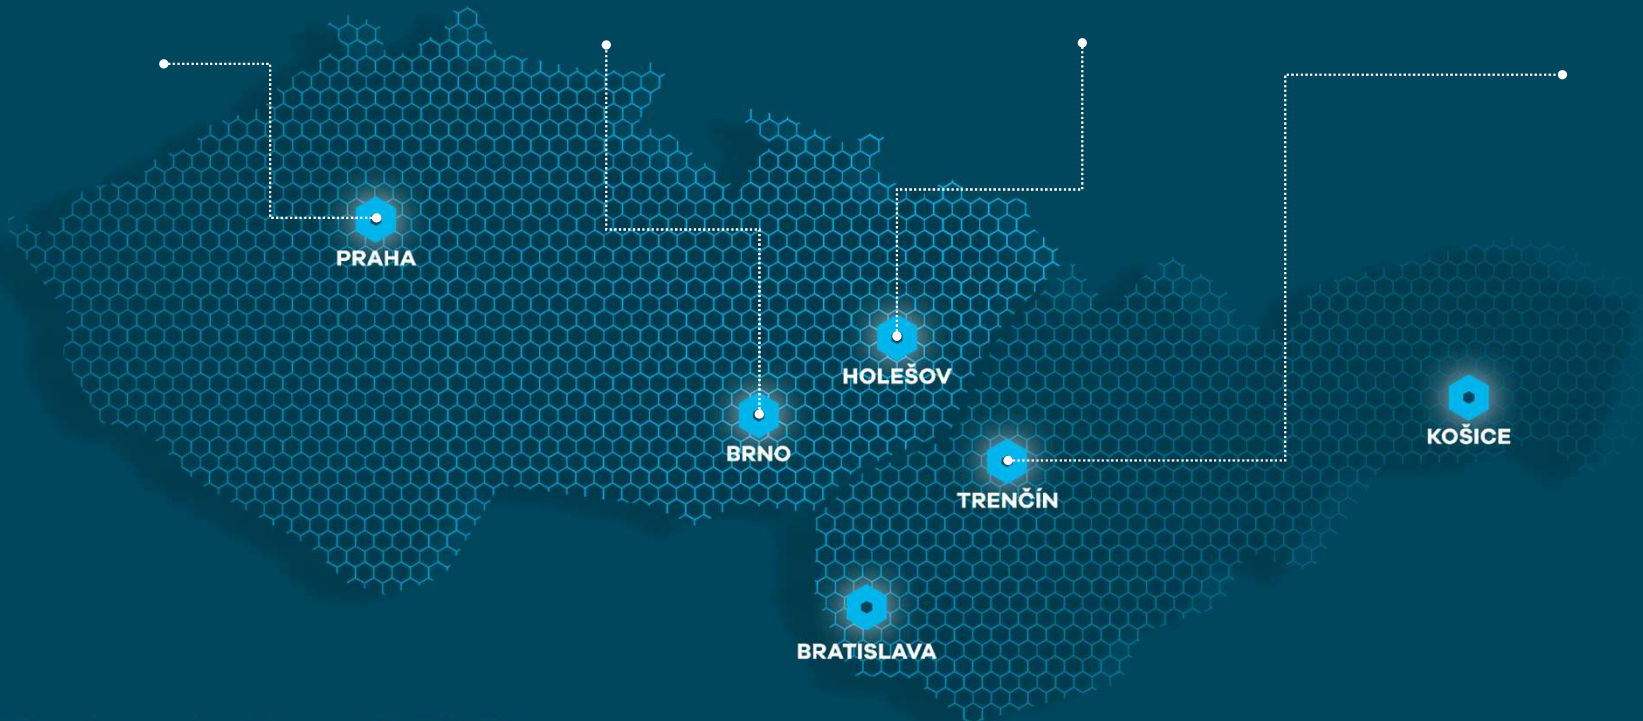 PRAHA
HOLEŠOV
KOŠICE
BRNO
TRENČÍN
BRATISLAVA